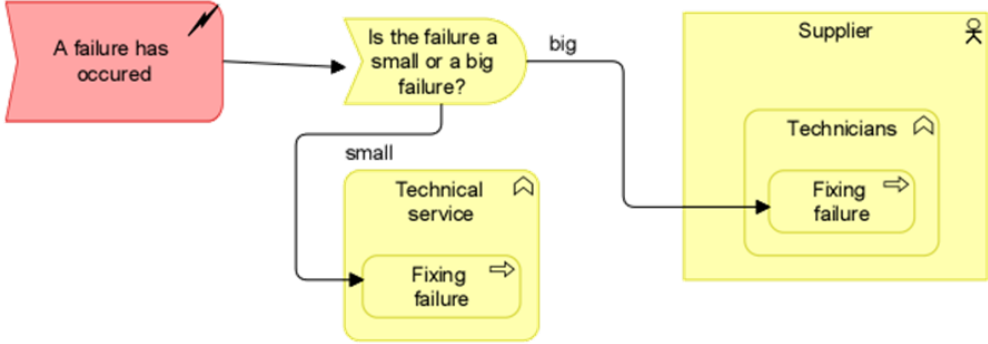 A failure has
occured
Is the failure a
small or a big
failure?
big
Supplier
Technicians
Fixing
failure
small
Technical
service
Fixing
failure